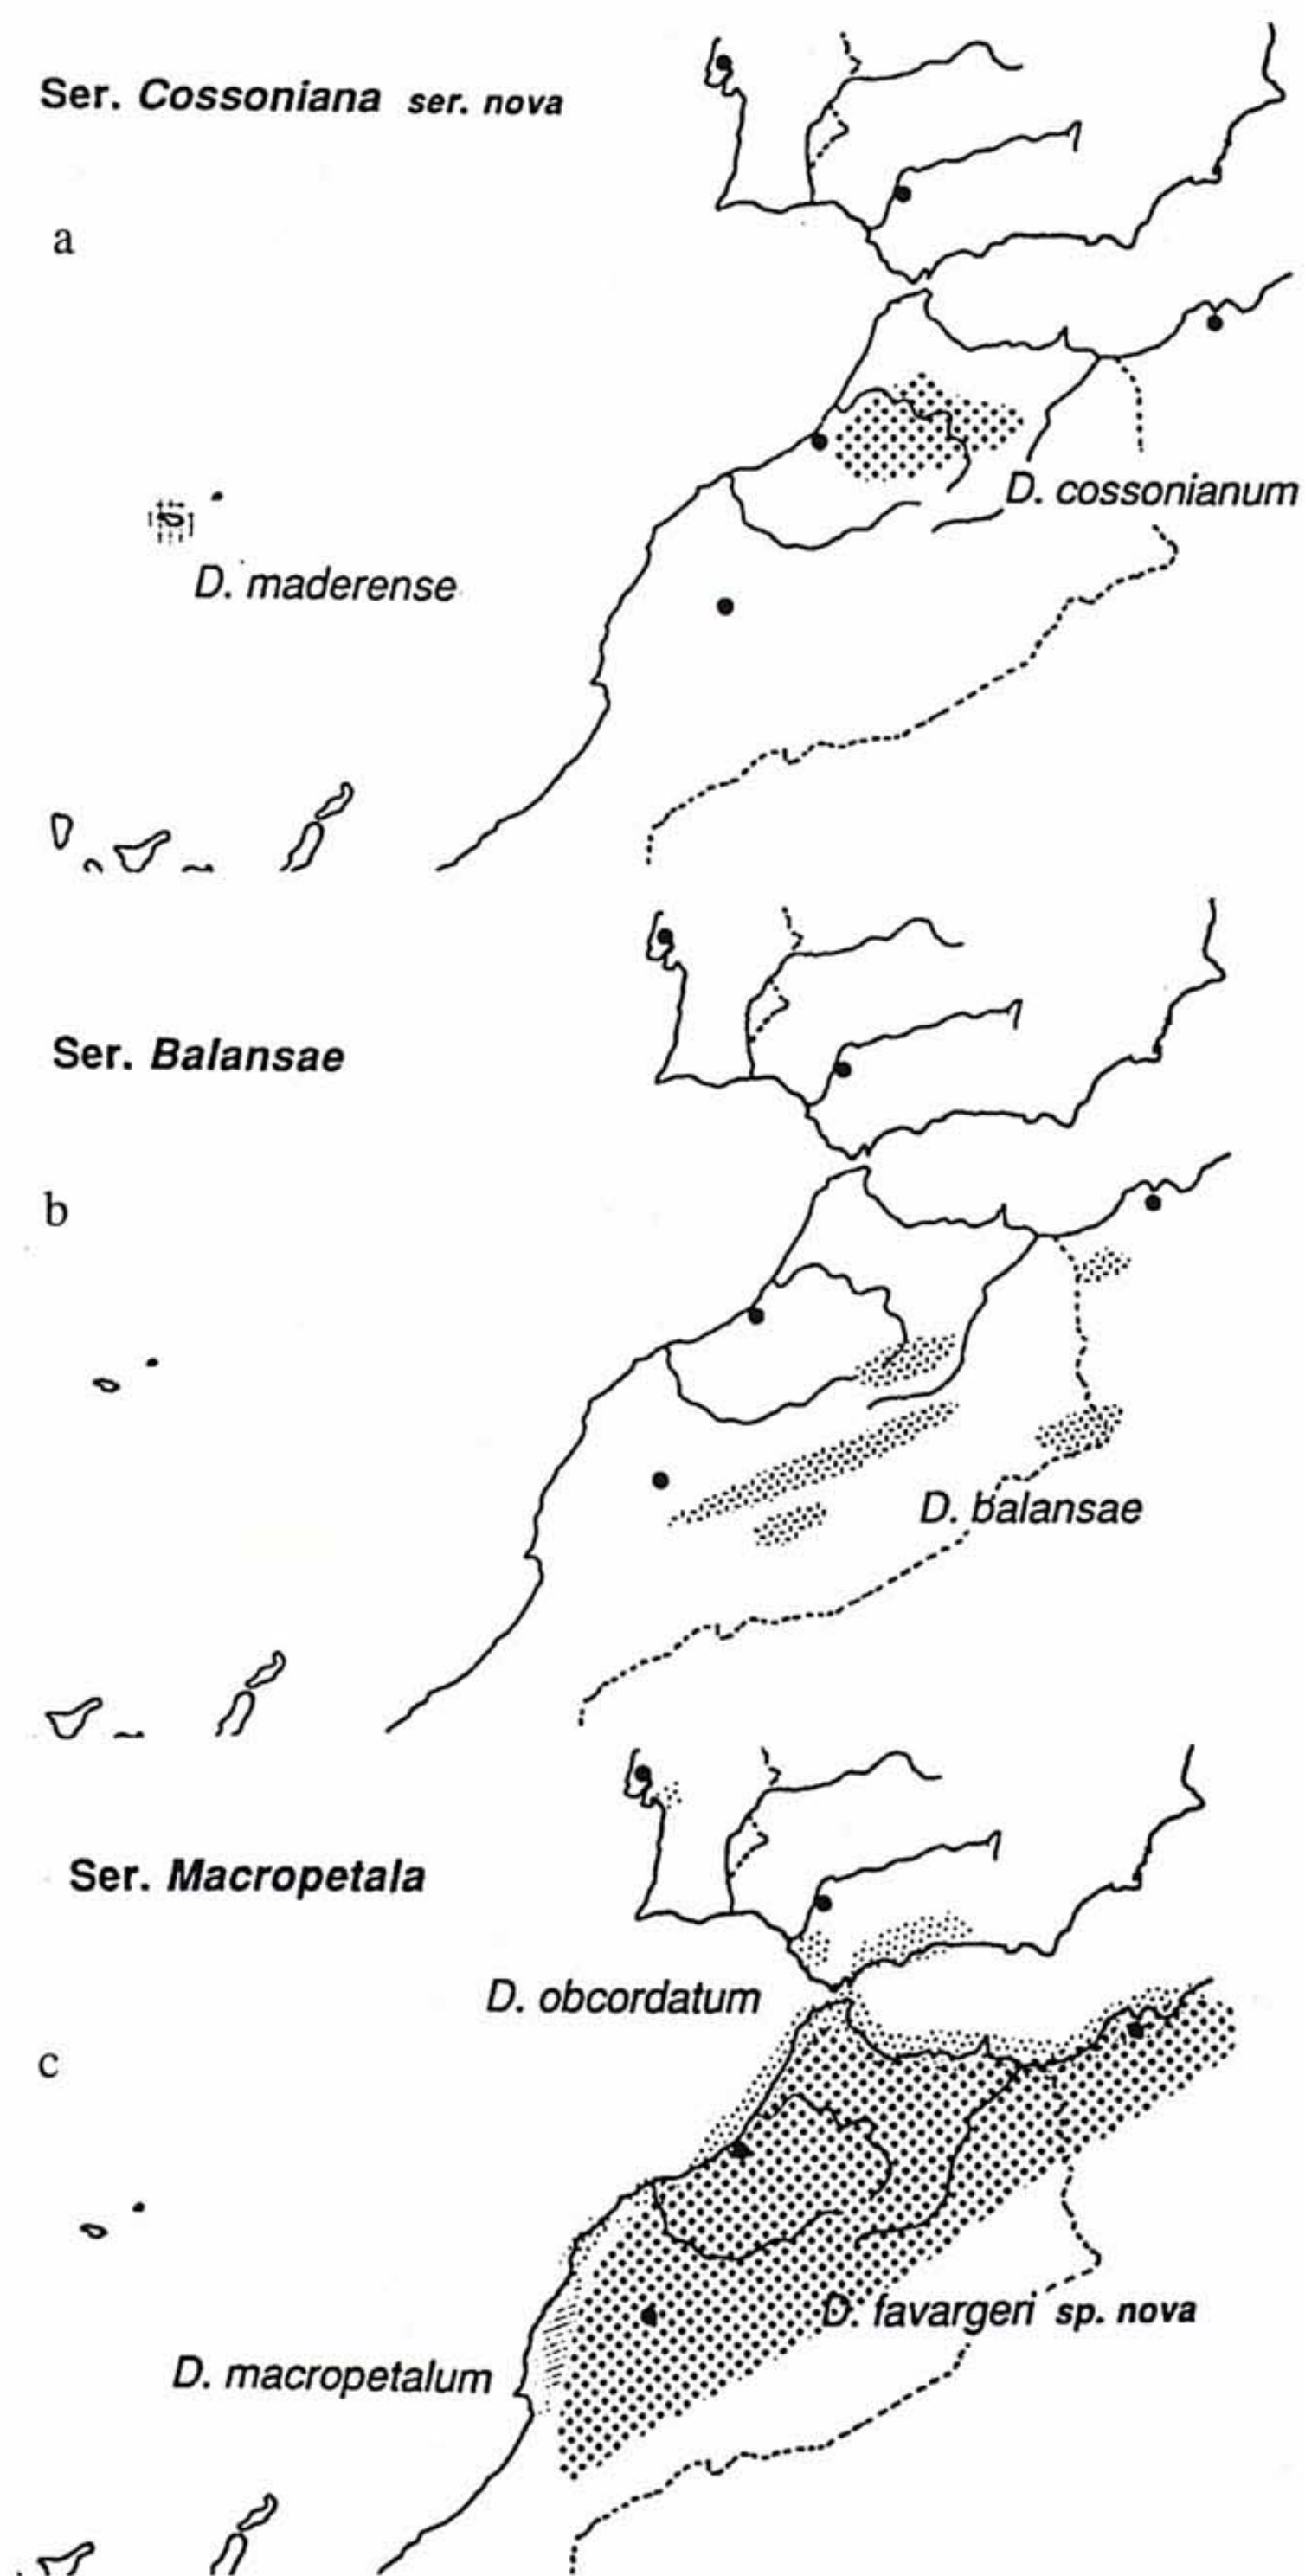 Ser. Cossoniana ser. nova
a
D. cossonianum
D. maderense
Ser. Balansae
b
D. balansae
Ser. Macropetala
D. obcordatum
c
D. favargeri sp. nova
D. macropetalum